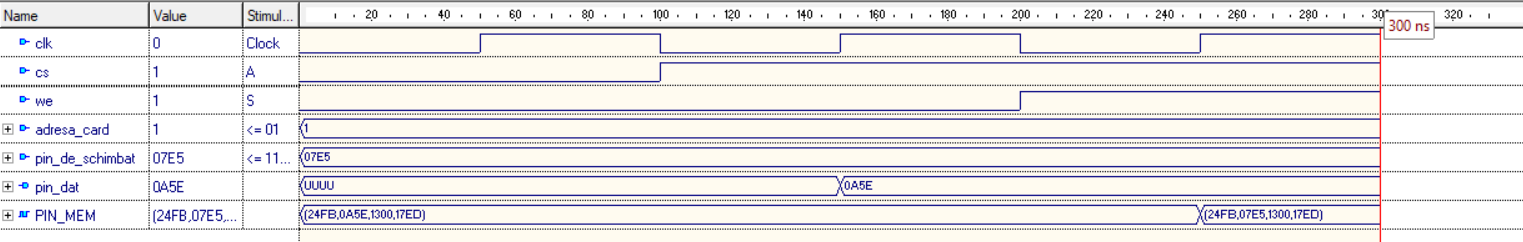 Name Value Stimul... 20 40 60 80 100 120 140 160 180 200 220 240 260 280 300 320
300 ns
clk 0 Clock
cs 1 A
we 1 S
adresa_card 1 <= 01 1
pin_de_schimbat 07E5 <= 11... 07E5
pin_dat 0A5E UUUU 0A5E
PIN_MEM (24FB,07E5,... (24FB,0A5E,1300,17ED) (24FB,07E5,1300,17ED)